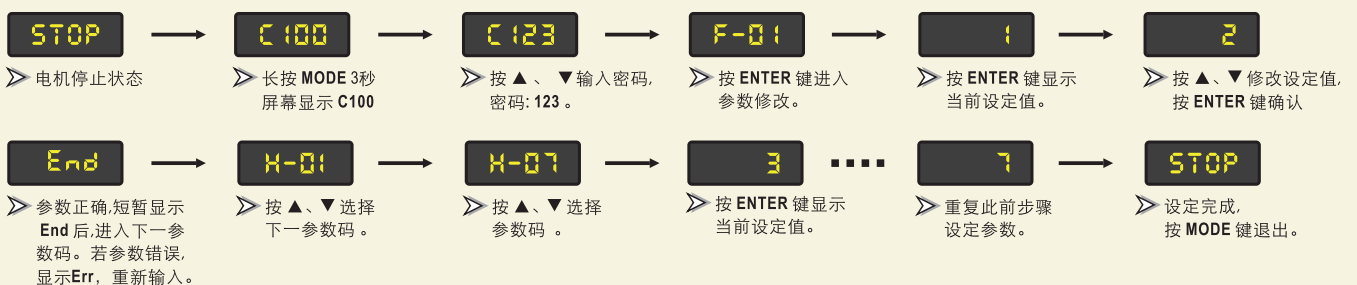 STOP
C100
C123
F-01
1
2
电机停止状态
长按 MODE 3秒
屏幕显示 C100
按 ▲ 、 ▼ 输入密码,
密码: 123 。
按 ENTER 键进入
参数修改。
按 ENTER 键显示
当前设定值。
按 ▲、▼ 修改设定值,
按 ENTER 键确认
End
H-01
H-07
3
7
STOP
参数正确,短暂显示
End 后,进入下一参
数码。若参数错误,
显示Err，重新输入。
按 ▲、▼ 选择
下一参数码 。
按 ▲、▼ 选择
参数码 。
按 ENTER 键显示
当前设定值。
重复此前步骤
设定参数。
设定完成,
按 MODE 键退出。